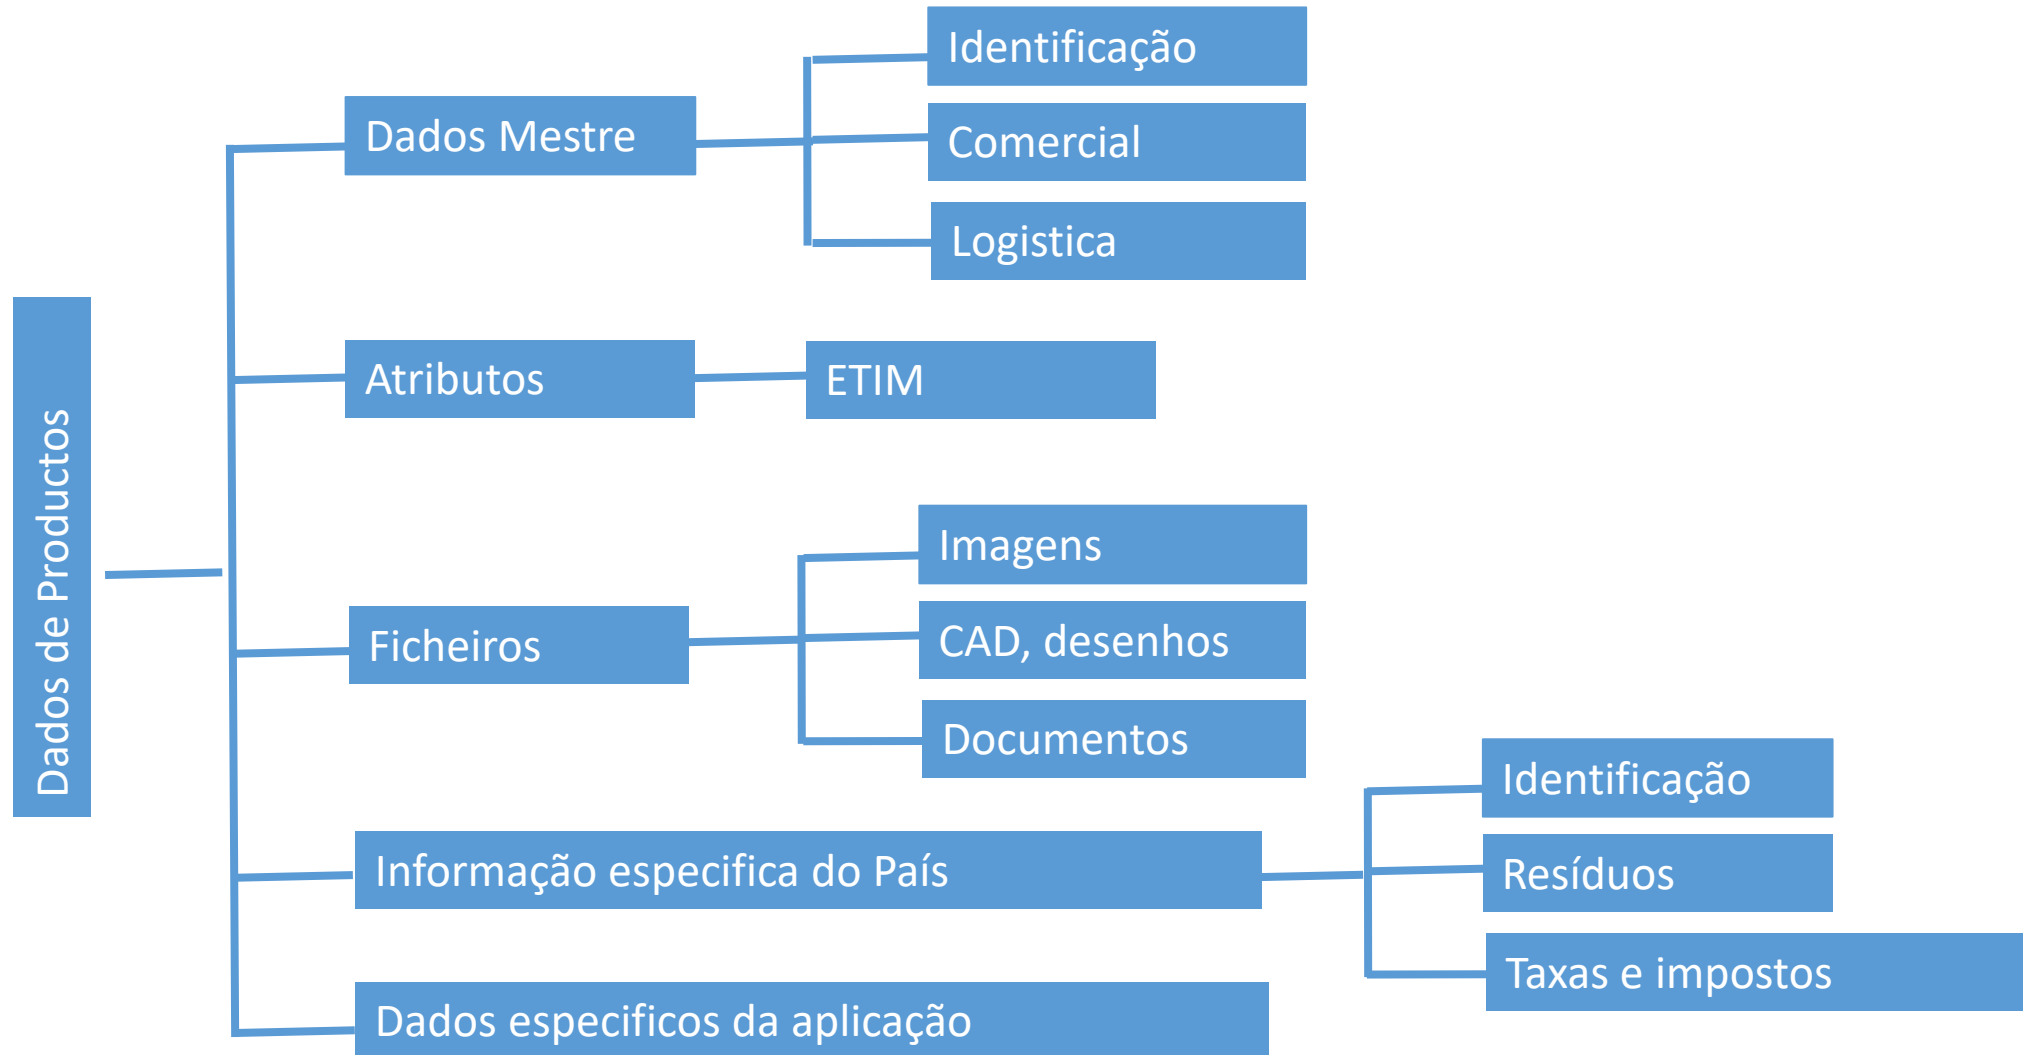 Dados de Productos
Dados Mestre
Identificação
Comercial
Logistica
Atributos
ETIM
Ficheiros
Imagens
CAD, desenhos
Documentos
Informação especifica do País
Identificação
Resíduos
Taxas e impostos
Dados especificos da aplicação